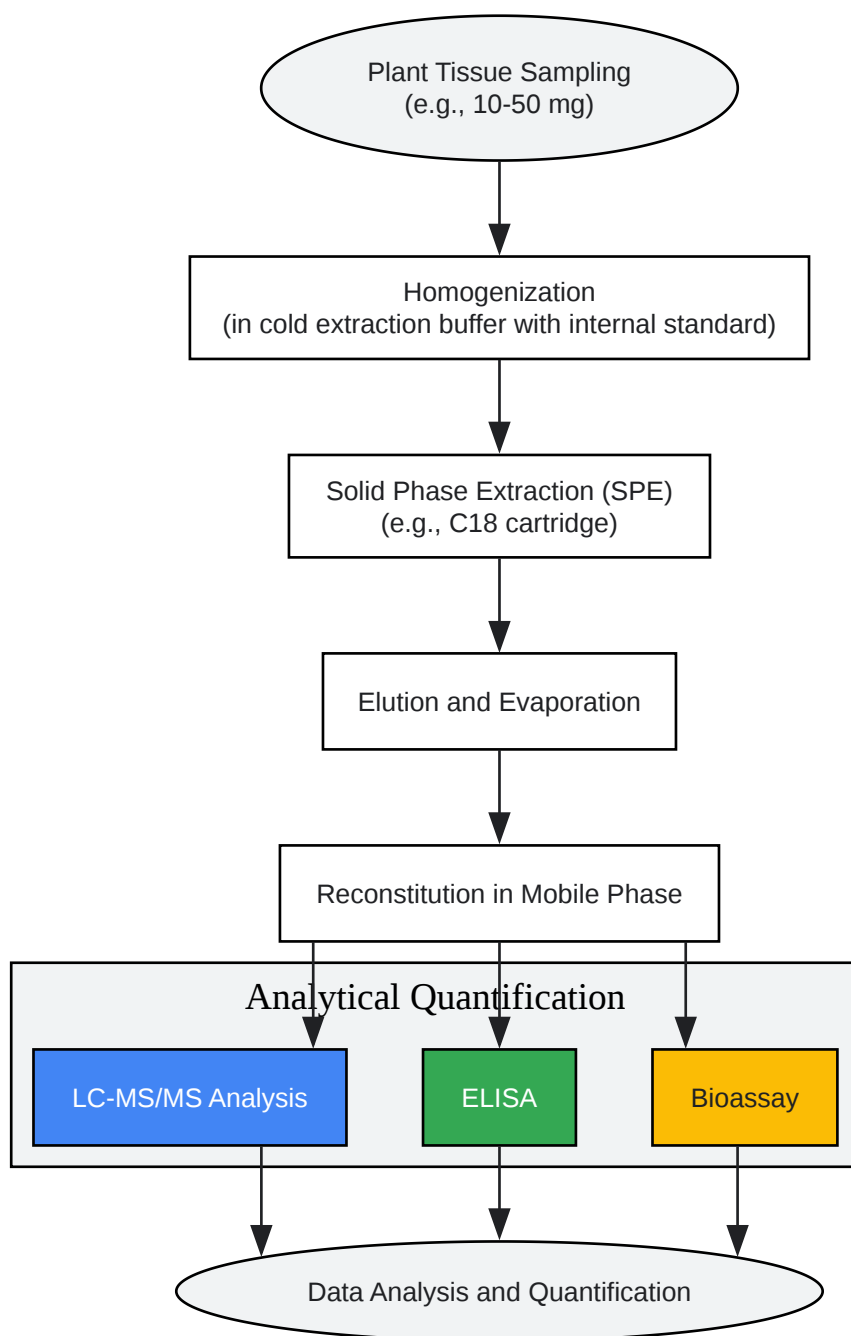 Plant Tissue Sampling
(e.g., 10-50 mg)
Homogenization
(in cold extraction buffer with internal standard)
Solid Phase Extraction (SPE)
(e.g., C18 cartridge)
Elution and Evaporation
Reconstitution in Mobile Phase
Analytical Quantification
LC-MS/MS Analysis
ELISA
Bioassay
Data Analysis and Quantification